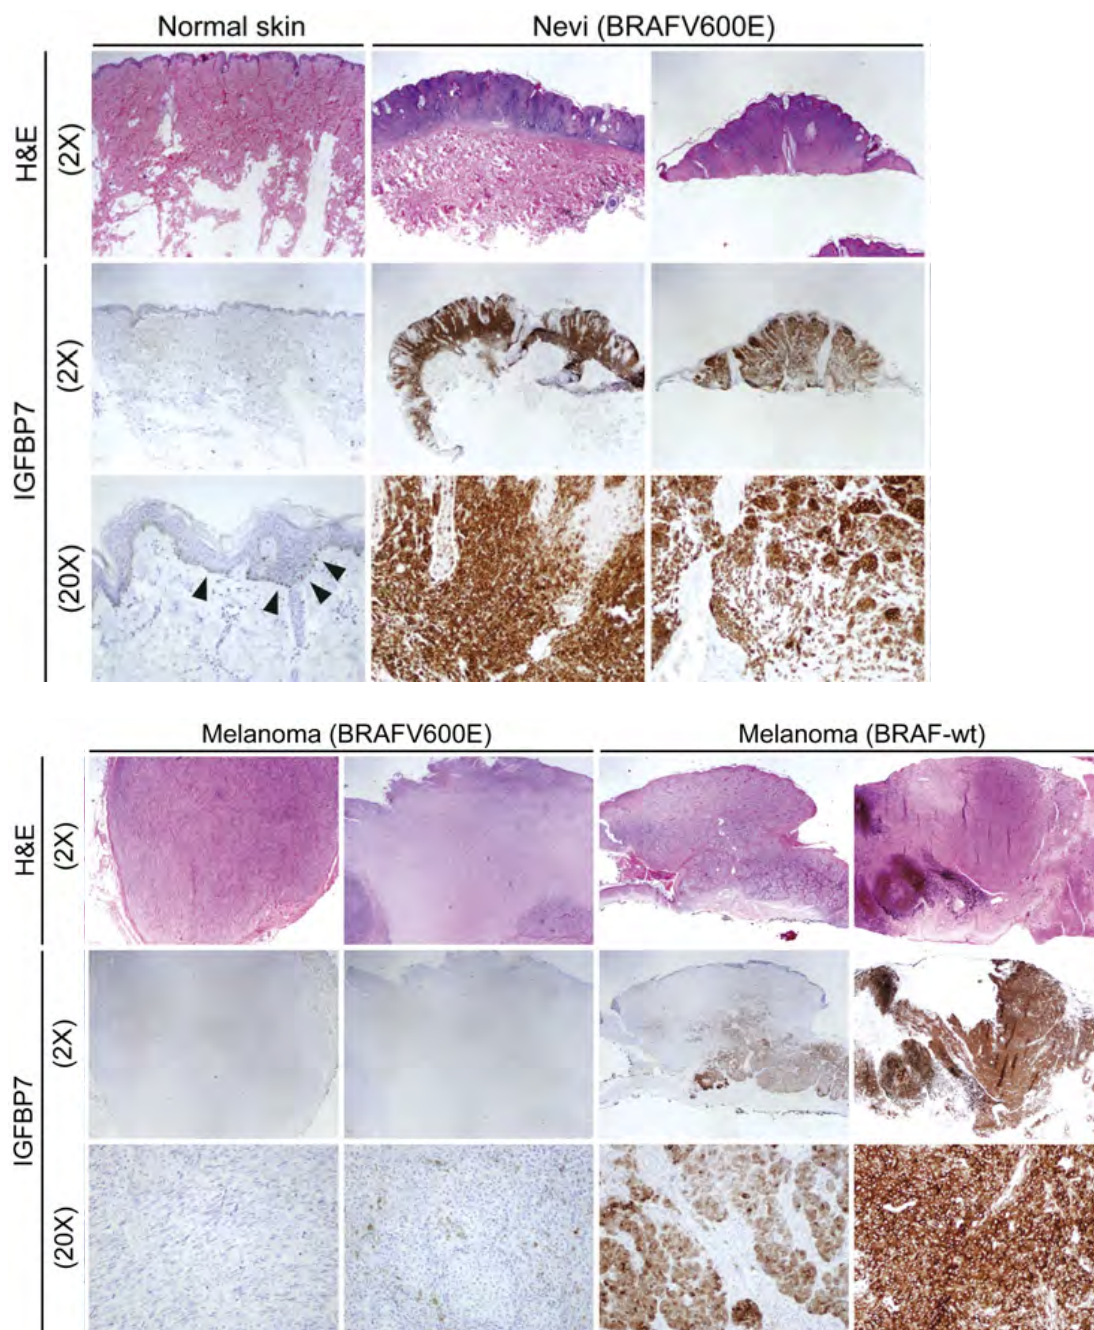 Normal skin
Nevi (BRAFV600E)
H&E
(2X)
IGFBP7
(2X)
(20X)
Melanoma (BRAFV600E)
Melanoma (BRAF-wt)
H&E
(2X)
IGFBP7
(2X)
(20X)